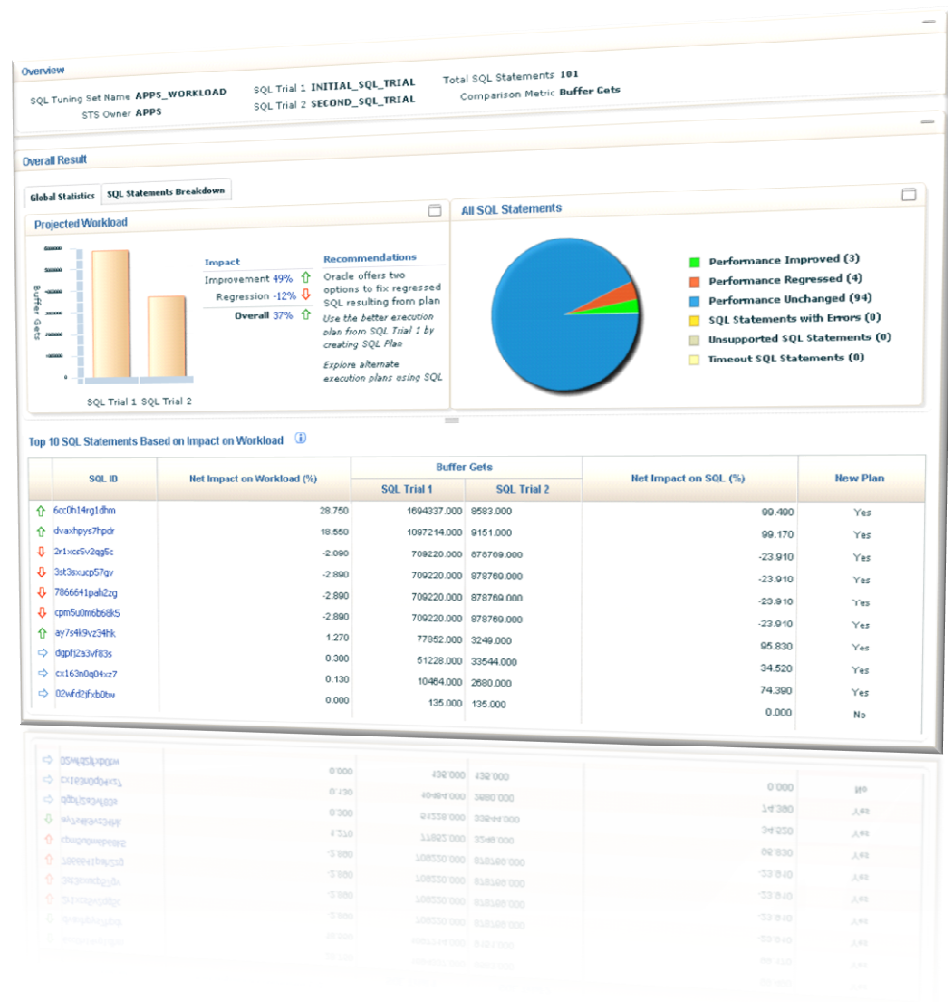 Overview
SQL Tuning Set Name APPS_WORKLOAD SQL Trial 1 INITIAL_SQL_TRIAL Total SQL Statements 101
STS Owner APPS SQL Trial 2 SECOND_SQL_TRIAL Comparison Metric Buffer Gets
Overall Result
Global Statistics SQL Statements Breakdown
Projected Workload
Buffer Gets
0
SQL Trial 1 SQL Trial 2
Impact
Improvement 49%
Regression -12%
Overall 37%
Recommendations
Oracle offers two
options to fix regressed
SQL resulting from plan
Use the better execution
plan from SQL Trial 1 by
creating SQL Plan
Explore alternate
execution plans using SQL
All SQL Statements
Performance Improved (3)
Performance Regressed (4)
Performance Unchanged (94)
SQL Statements with Errors (0)
Unsupported SQL Statements (0)
Timeout SQL Statements (0)
Top 10 SQL Statements Based on Impact on Workload
SQL ID Net Impact on Workload (%) Buffer Gets Net Impact on SQL (%) New Plan
SQL Trial 1 SQL Trial 2
6cc0h14rg1dhm 28.750 1694337.000 8583.000 99.490 Yes
dvaxhpys7hpdr 18.550 1097214.000 9151.000 99.170 Yes
709220.000 878769.000 -23.910 Yes
-2.890 709220.000 878769.000 -23.910 Yes
7866641pah2zg -2.890 709220.000 878769.000 -23.910 Yes
cpm5u0m6b68k5 -2.890 709220.000 878769.000 -23.910 Yes
ay7s4k9vz34hk 1.270 77852.000 3249.000 95.830 Yes
dgpfj2a3vf83s 0.300 51228.000 33544.000 34.520 Yes
cx163n0q04xz7 0.130 10464.000 2680.000 74.390 Yes
0.000 135.000 135.000 0.000 No